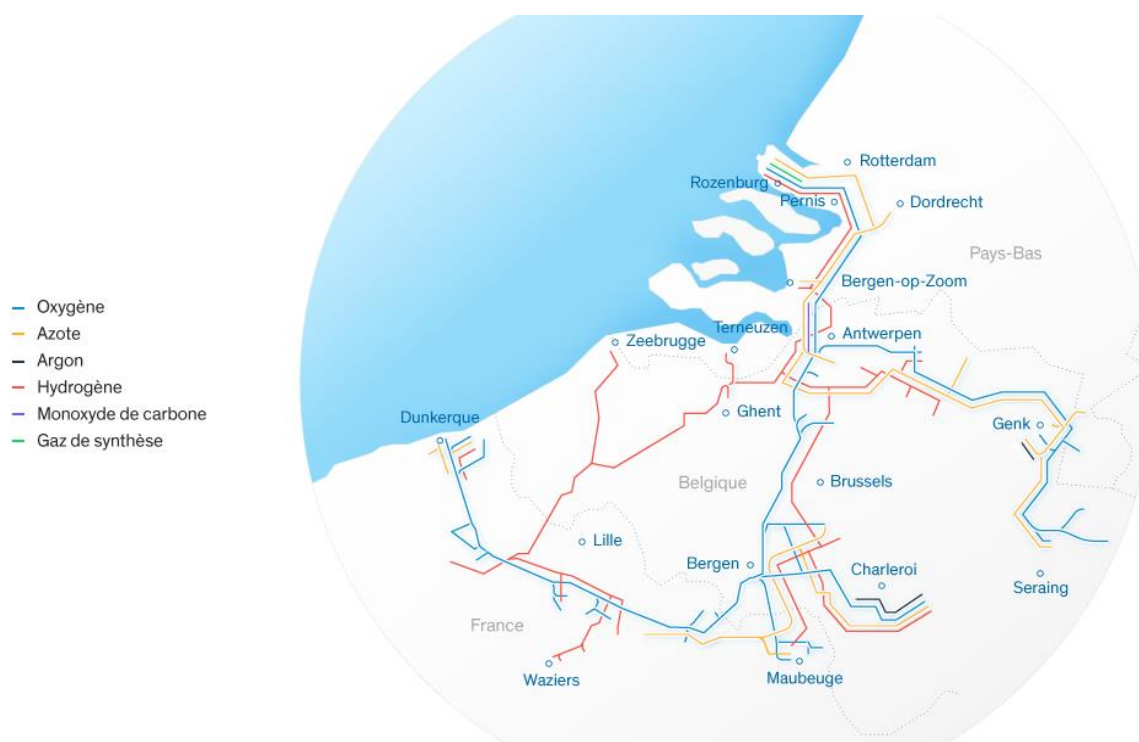 Oxygène
Azote
Argon
Hydrogène
Monoxyde de carbone
Gaz de synthèse
Rotterdam
Rozenburg
Pernis
Dordrecht
Pays-Bas
Bergen-op-Zoom
Terneuzen
Antwerpen
Zeebrugge
Dunkerque
Ghent
Genk
Belgique
Brussels
Lille
Bergen
Charleroi
Seraing
France
Waziers
Maubeuge